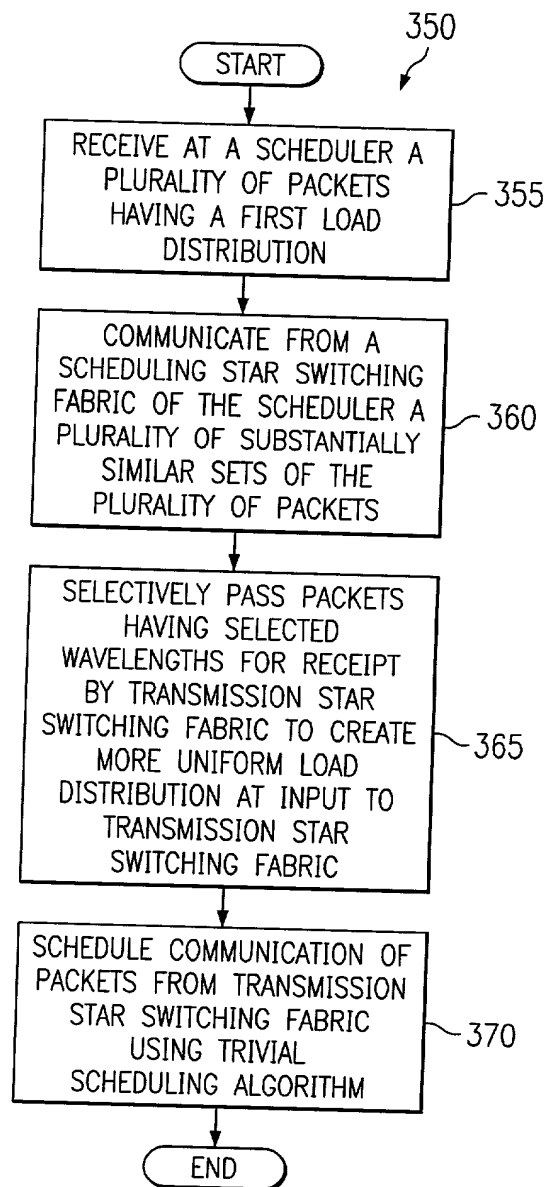 350
START
RECEIVE AT A SCHEDULER A
PLURALITY OF PACKETS
HAVING A FIRST LOAD
DISTRIBUTION
355
COMMUNICATE FROM A
SCHEDULING STAR SWITCHING
FABRIC OF THE SCHEDULER A
PLURALITY OF SUBSTANTIALLY
SIMILAR SETS OF THE
PLURALITY OF PACKETS
360
SELECTIVELY PASS PACKETS
HAVING SELECTED
WAVELENGTHS FOR RECEIPT
BY TRANSMISSION STAR
SWITCHING FABRIC TO CREATE
MORE UNIFORM LOAD
DISTRIBUTION AT INPUT TO
TRANSMISSION STAR
SWITCHING FABRIC
365
SCHEDULE COMMUNICATION OF
PACKETS FROM TRANSMISSION
STAR SWITCHING FABRIC
USING TRIVIAL
SCHEDULING ALGORITHM
370
END